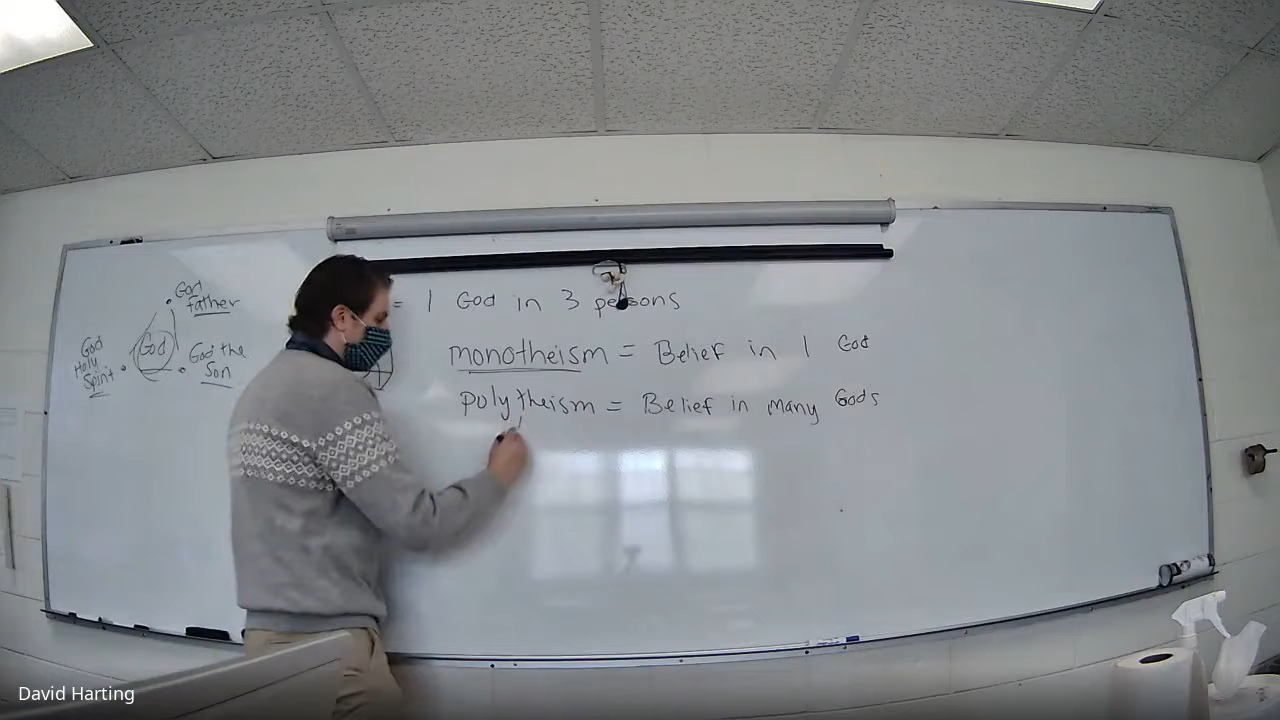 God
father
God
God
Holy
Spirit
God the
Son
= 1 God in 3 persons
monotheism = Belief in 1 God
polytheism = Belief in many Gods
David Harting